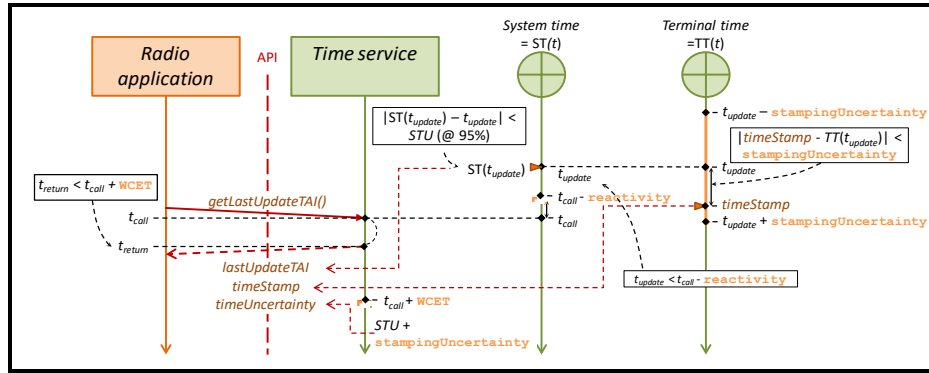 System time
= ST(t)
Terminal time
=TT(t)
Radio
application
API
Time service
t_update – stampingUncertainty
|ST(t_update) – t_update| <
STU (@ 95%)
|timeStamp - TT(t_update)| <
stampingUncertainty
ST(t_update)
t_update
t_update
t_return < t_call + WCET
getLastUpdateTAI()
t_call - reactivity
timeStamp
t_call
t_call
t_update + stampingUncertainty
t_return
lastUpdateTAI
timeStamp
t_update < t_call - reactivity
timeUncertainty
t_call + WCET
STU +
stampingUncertainty